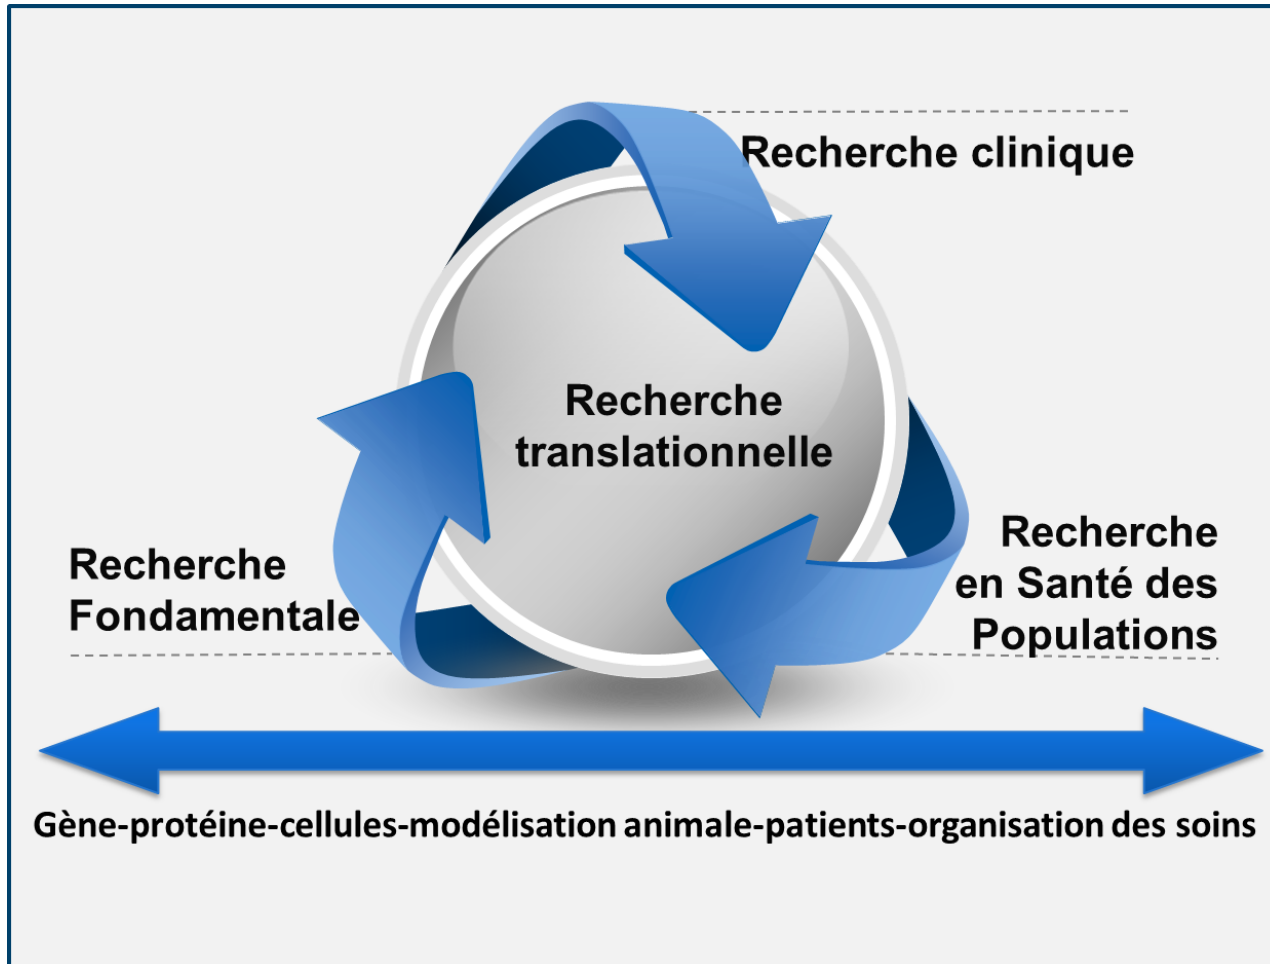 Recherche clinique
Recherche
translationnelle
Recherche
Fondamentale
Recherche
en Santé des
Populations
Gène-protéine-cellules-modélisation animale-patients-organisation des soins